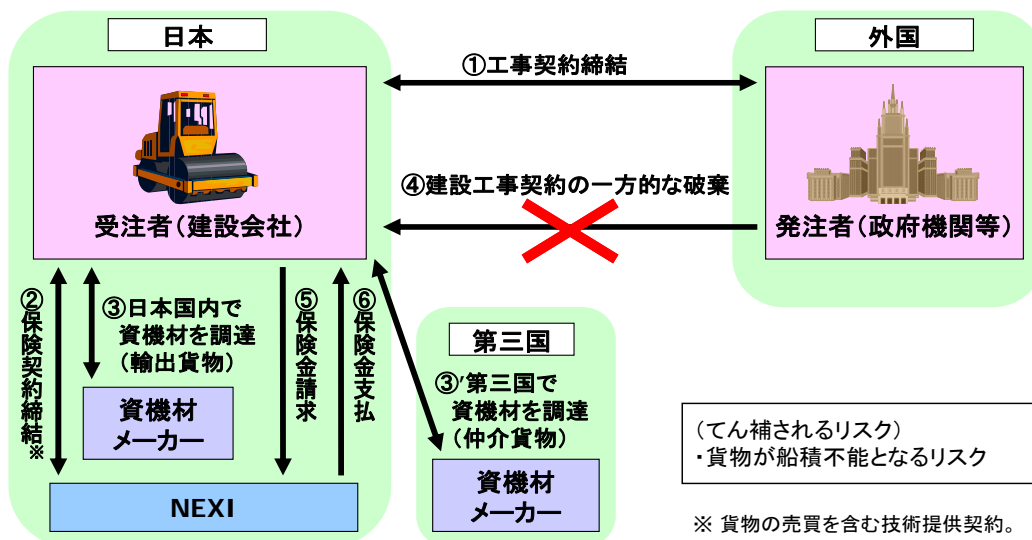 日本
外国
①工事契約締結
④建設工事契約の一方的な破棄
受注者（建設会社）
発注者（政府機関等）
②保険契約締結※
③日本国内で
資機材を調達
（輸出貨物）
⑤保険金請求
⑥保険金支払
資機材
メーカー
NEXI
第三国
③’第三国で
資機材を調達
（仲介貨物）
資機材
メーカー
（てん補されるリスク）
・貨物が船積不能となるリスク
※ 貨物の売買を含む技術提供契約。